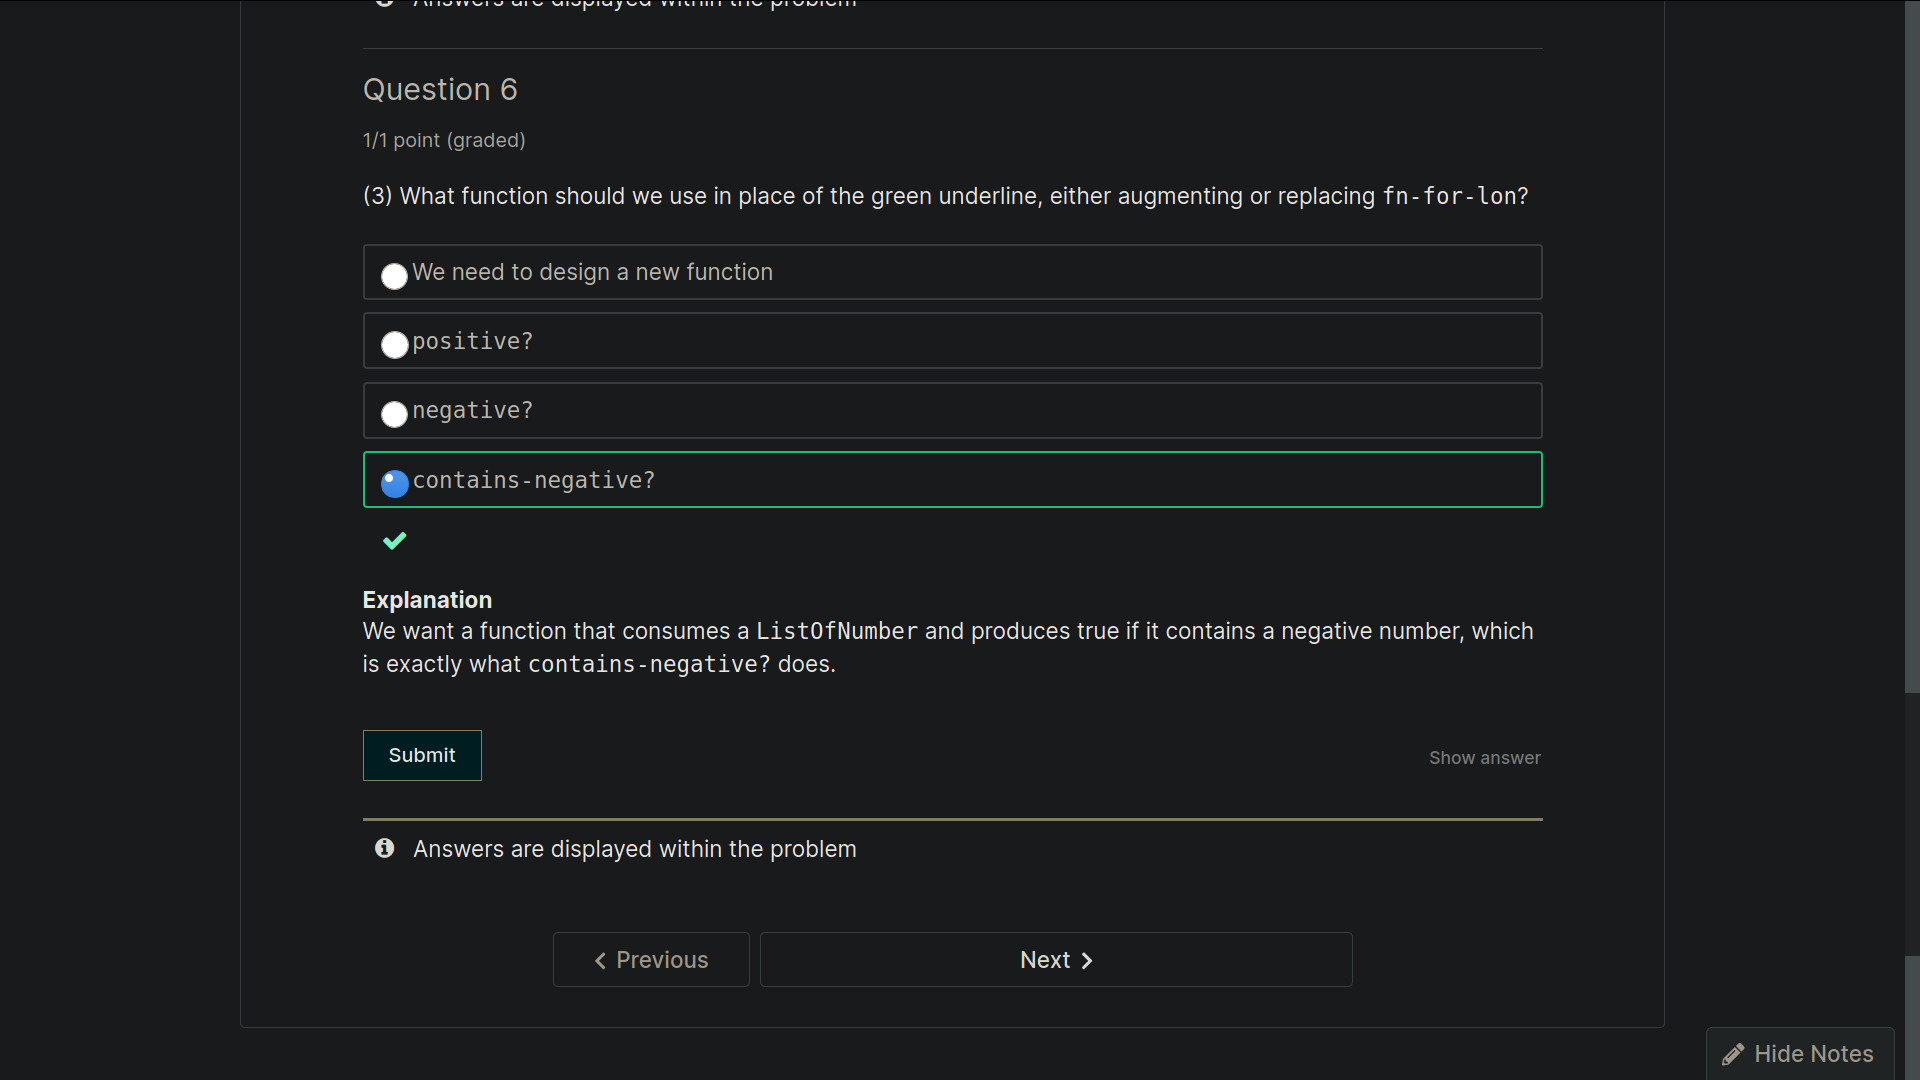 Answers are displayed within the problem
Question 6
1/1 point (graded)
(3) What function should we use in place of the green underline, either augmenting or replacing fn-for-lon?
We need to design a new function
positive?
negative?
contains-negative?
Explanation
We want a function that consumes a ListOfNumber and produces true if it contains a negative number, which
is exactly what contains-negative? does.
Submit
Show answer
Answers are displayed within the problem
Previous
Next
Hide Notes